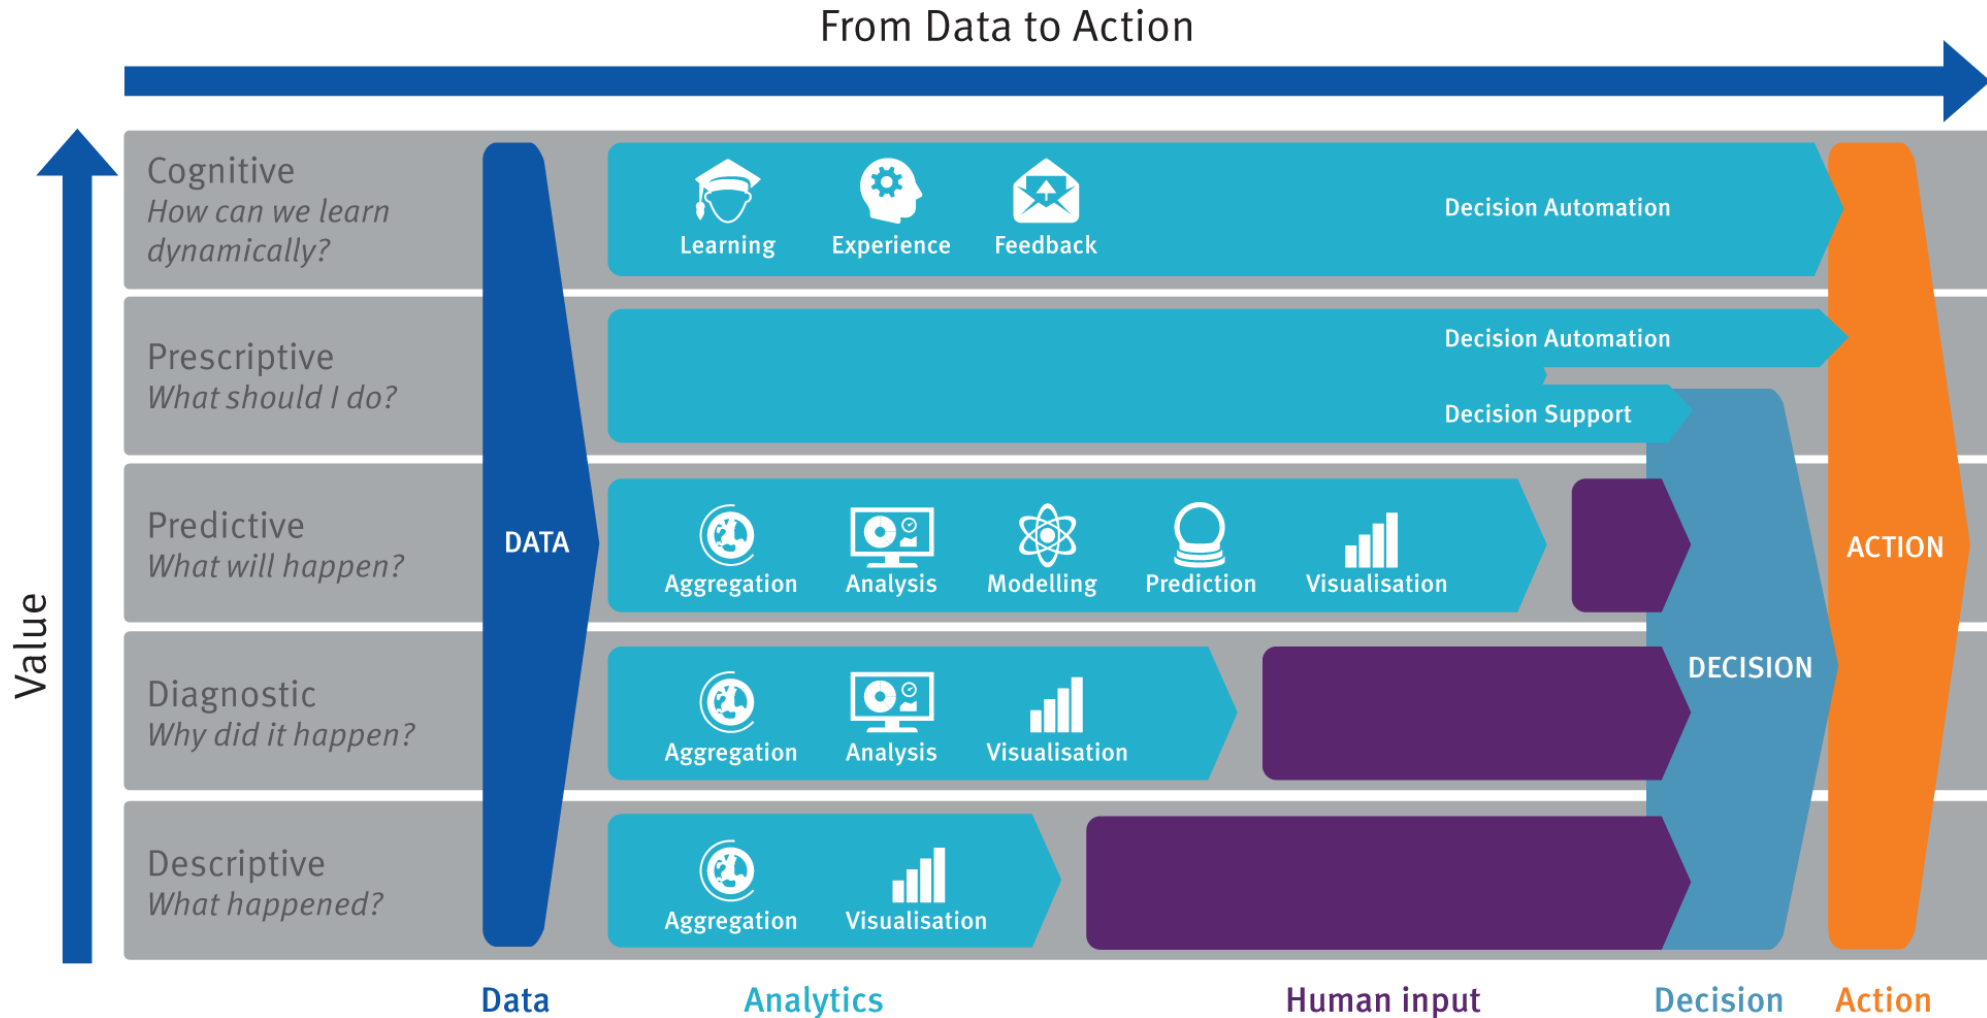 From Data to Action
Value
Cognitive
How can we learn
dynamically?
Learning
Experience
Feedback
Decision Automation
Prescriptive
What should I do?
Decision Automation
Decision Support
Predictive
What will happen?
DATA
Aggregation
Analysis
Modelling
Prediction
Visualisation
ACTION
Diagnostic
Why did it happen?
Aggregation
Analysis
Visualisation
DECISION
Descriptive
What happened?
Aggregation
Visualisation
Data
Analytics
Human input
Decision
Action